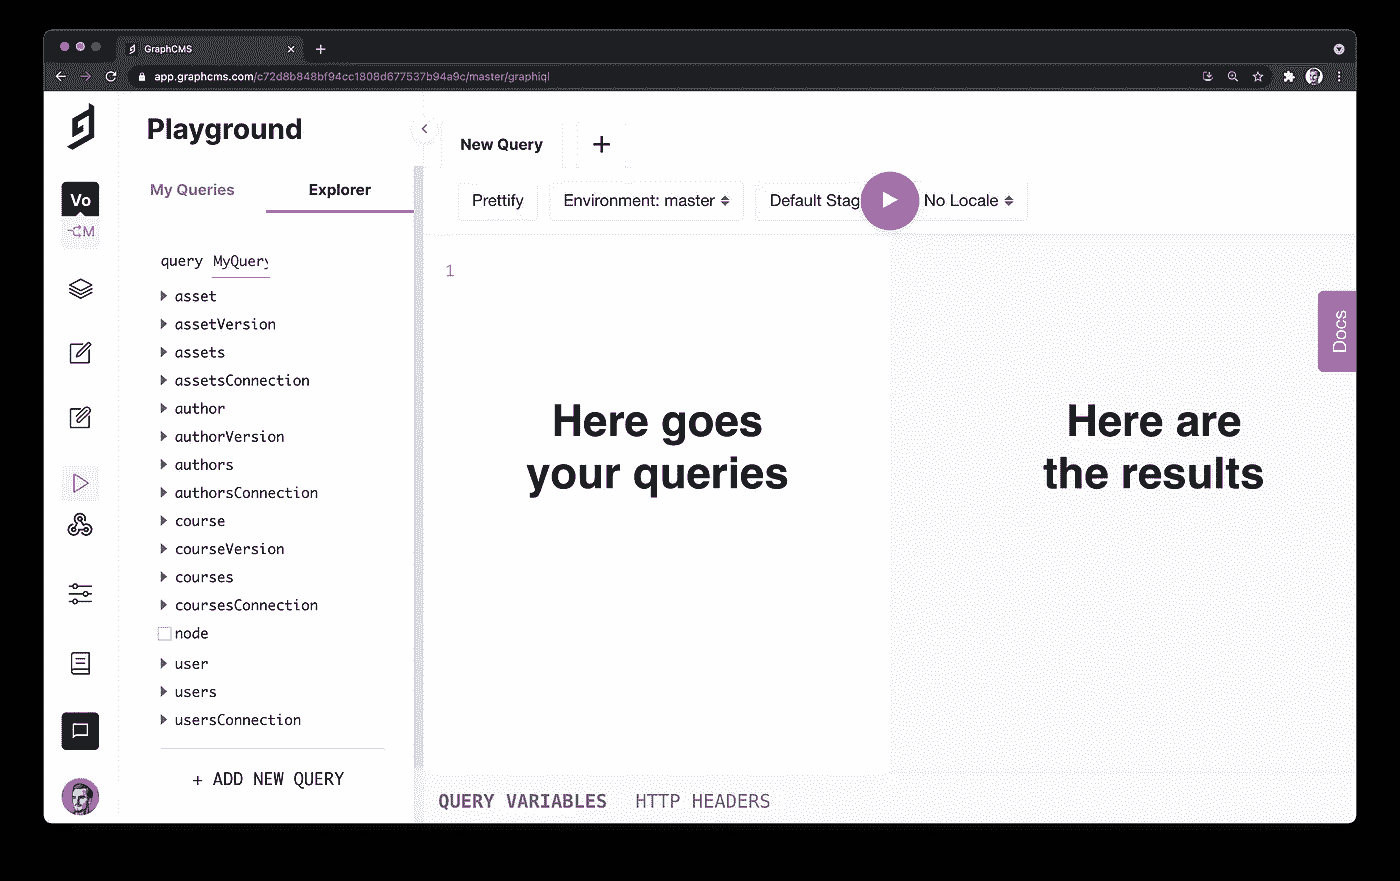 GraphCMS
app.graphcms.com/c72d8b848bf94cc1808d677537b94a9c/master/graphiql
Playground
My Queries
Explorer
Vo
M
query MyQuery
asset
assetVersion
assets
assetsConnection
author
authorVersion
authors
authorsConnection
course
courseVersion
courses
coursesConnection
node
user
users
usersConnection
+ ADD NEW QUERY
New Query
+
Prettify
Environment: master
Default Stag
No Locale
1
Here goes
your queries
Here are
the results
Docs
QUERY VARIABLES
HTTP HEADERS